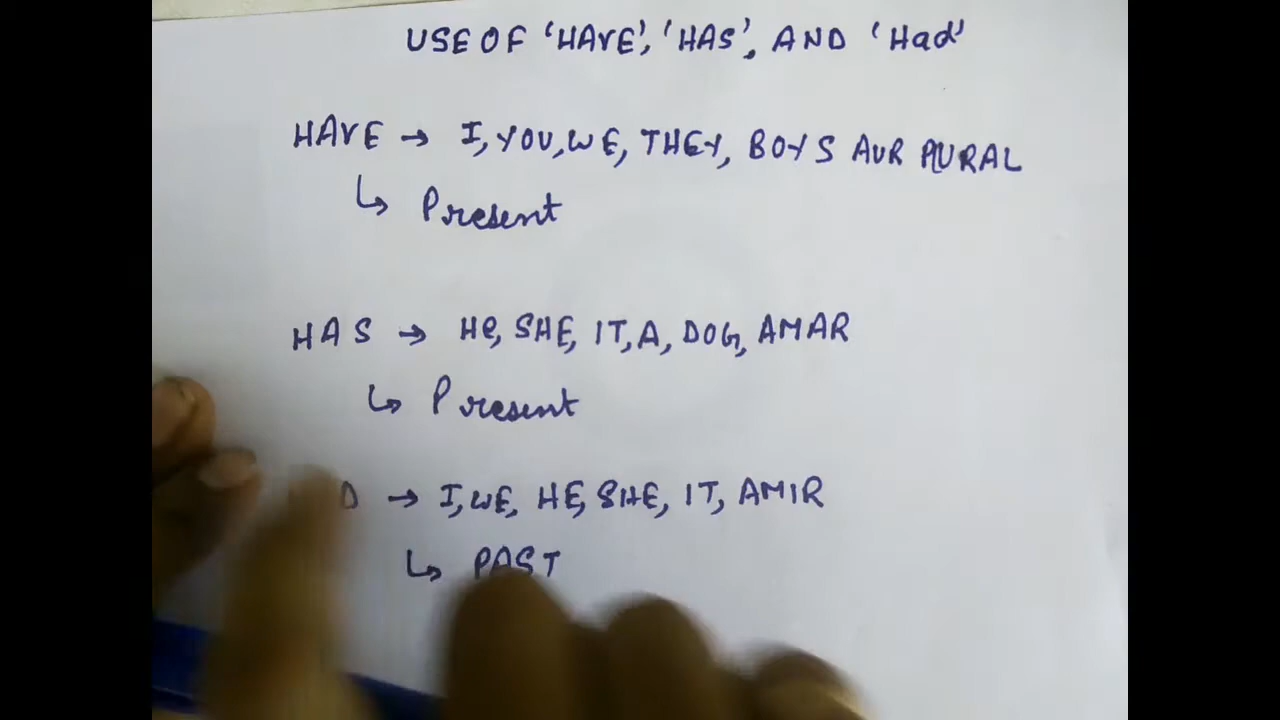 USE OF 'HAVE', 'HAS', AND 'Had'
HAVE → I, YOU, WE, THEY, BOYS AUR PLURAL
↳ Present
HAS → He, SHE, IT, A, DOG, AMAR
↳ Present
→ I, WE, HE, SHE, IT, AMIR
↳ PAST